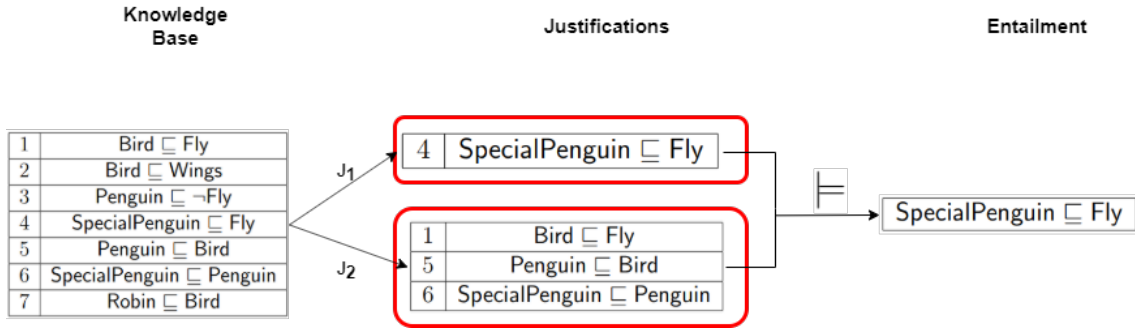 Knowledge
Base
Justifications
Entailment
1 Bird ⊑ Fly
2 Bird ⊑ Wings
3 Penguin ⊑ ¬Fly
4 SpecialPenguin ⊑ Fly
5 Penguin ⊑ Bird
6 SpecialPenguin ⊑ Penguin
7 Robin ⊑ Bird
J1
J2
4 SpecialPenguin ⊑ Fly
1 Bird ⊑ Fly
5 Penguin ⊑ Bird
6 SpecialPenguin ⊑ Penguin
⊨
SpecialPenguin ⊑ Fly